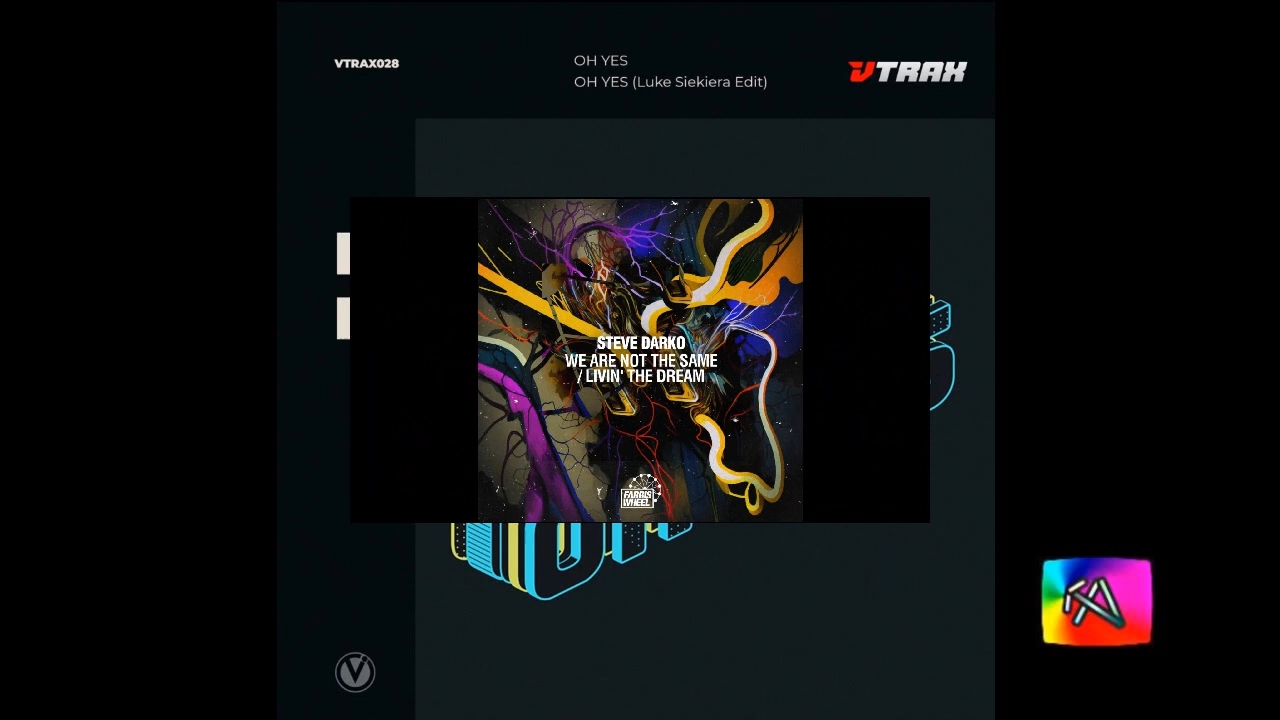 VTRAX028
OH YES
OH YES (Luke Siekiera Edit)
VTRAX
STEVE DARKO
WE ARE NOT THE SAME
/ LIVIN' THE DREAM
FARRIS
WHEEL